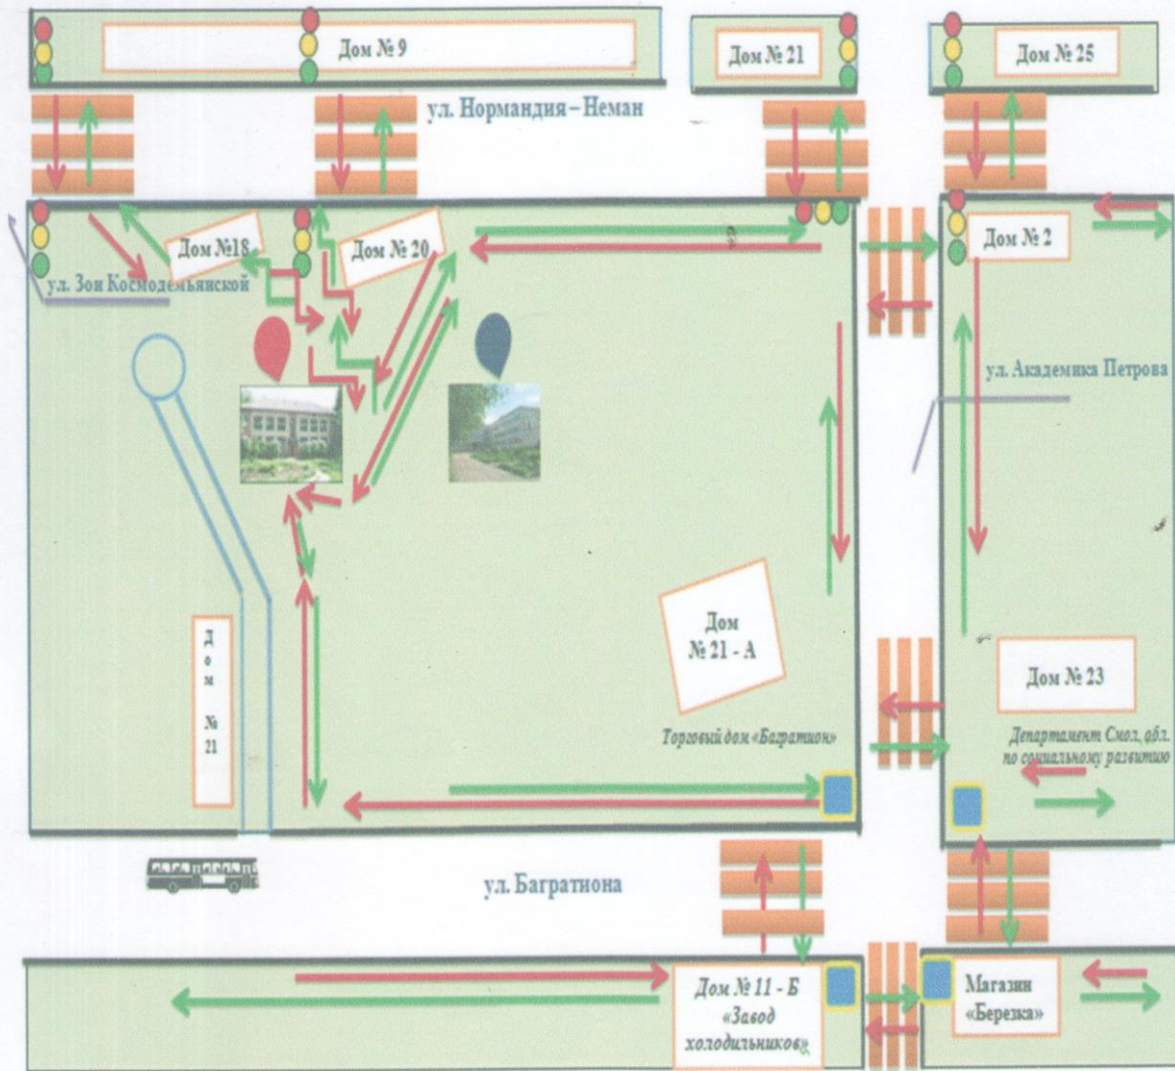 Дом № 9
Дом № 21
Дом № 25
ул. Нормандия – Неман
Дом №18
Дом № 20
Дом № 2
ул. Зои Космодемьянской
ул. Академика Петрова
Дом
№ 21 - А
Дом № 23
Дом № 21
Торговый дом «Багратион»
Департамент Смол. обл.
по социальному развитию
ул. Багратиона
Дом № 11 - Б
«Завод
холодильников»
Магазин
«Березка»